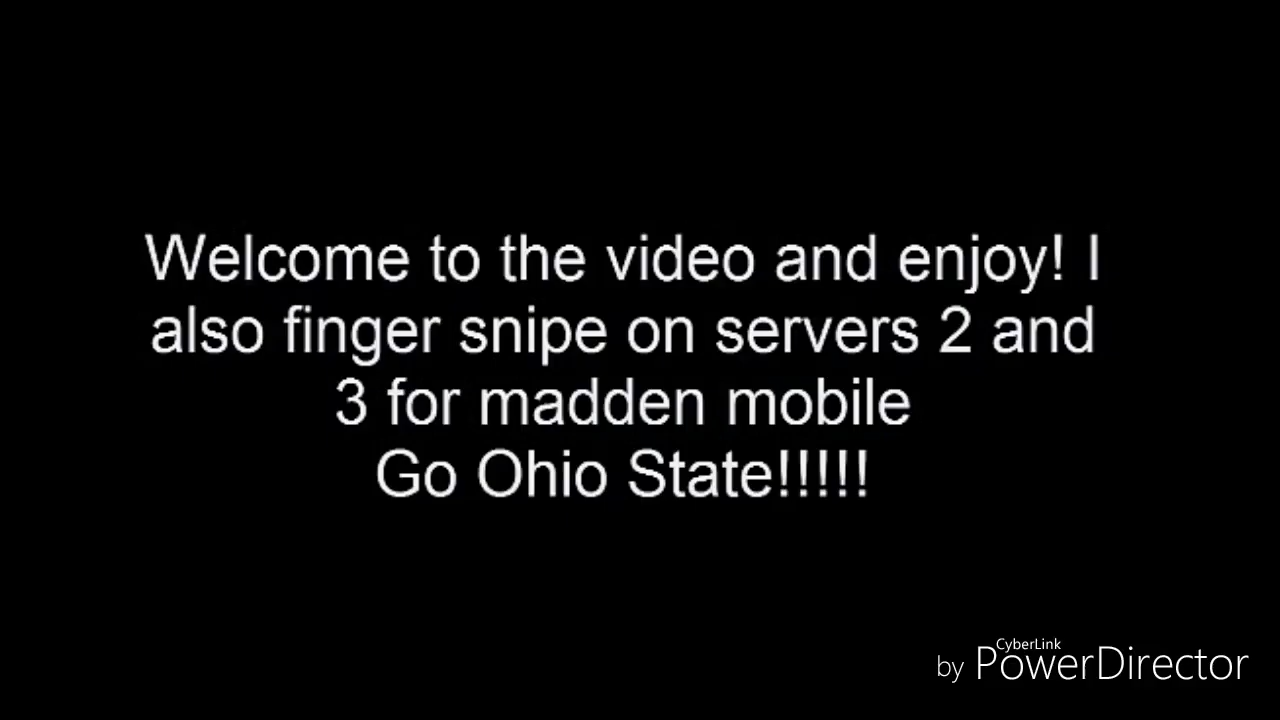 Welcome to the video and enjoy! I
also finger snipe on servers 2 and
3 for madden mobile
Go Ohio State!!!!!
CyberLink
by PowerDirector